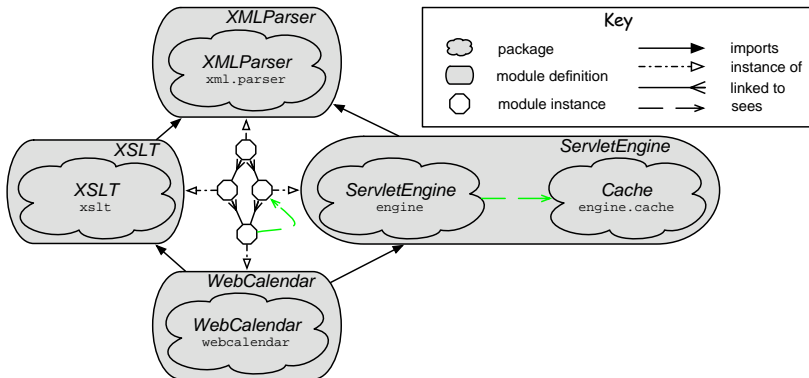 XMLParser
XMLParser
xml.parser
Key
package
module definition
module instance
imports
instance of
linked to
sees
XSLT
XSLT
xslt
ServletEngine
ServletEngine
engine
Cache
engine.cache
WebCalendar
WebCalendar
webcalendar